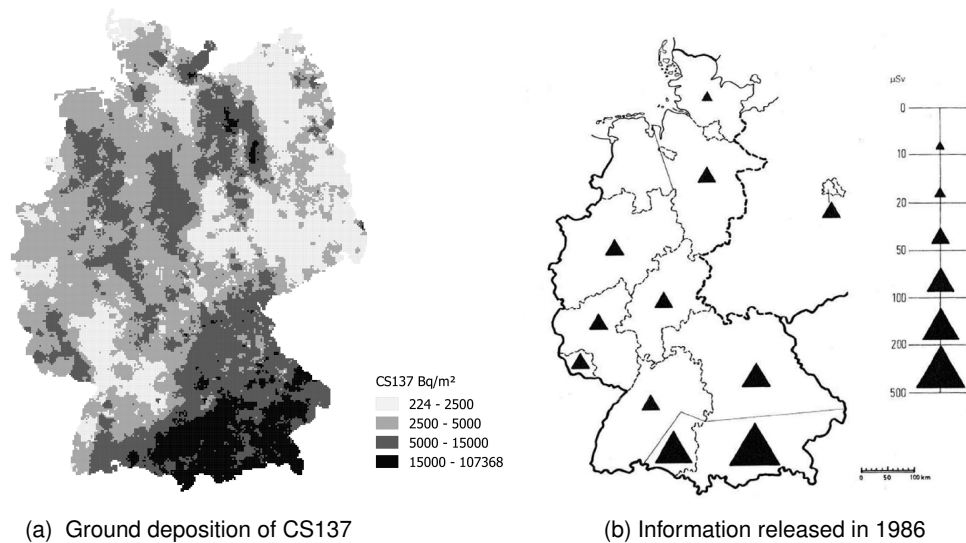 CS137 Bq/m²
224 - 2500
2500 - 5000
5000 - 15000
15000 - 107368
(a) Ground deposition of CS137
µSv
0
10
20
50
100
200
500
0
100 km
(b) Information released in 1986